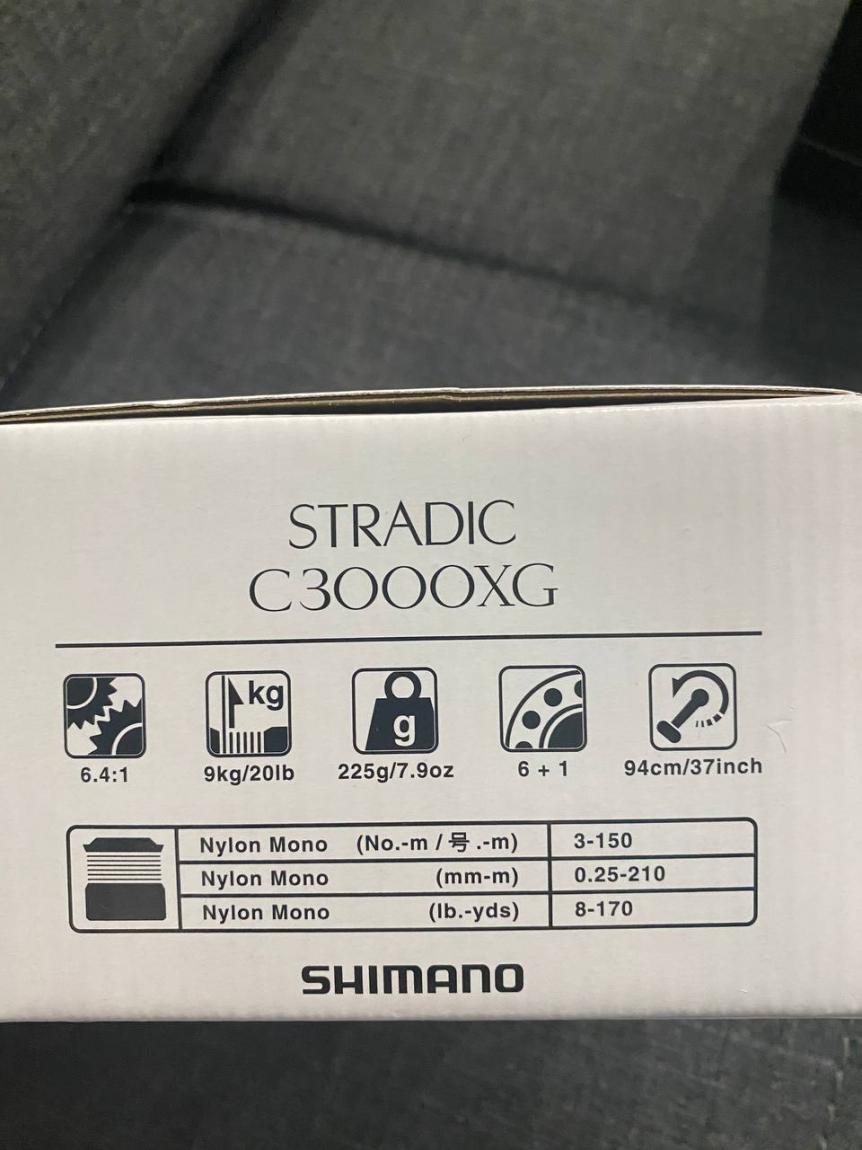 STRADIC
C3000XG
kg
g
6.4:1 9kg/20lb 225g/7.9oz 6 + 1 94cm/37inch
Nylon Mono (No.-m / 号 .-m) 3-150
Nylon Mono (mm-m) 0.25-210
Nylon Mono (lb.-yds) 8-170
SHIMANO